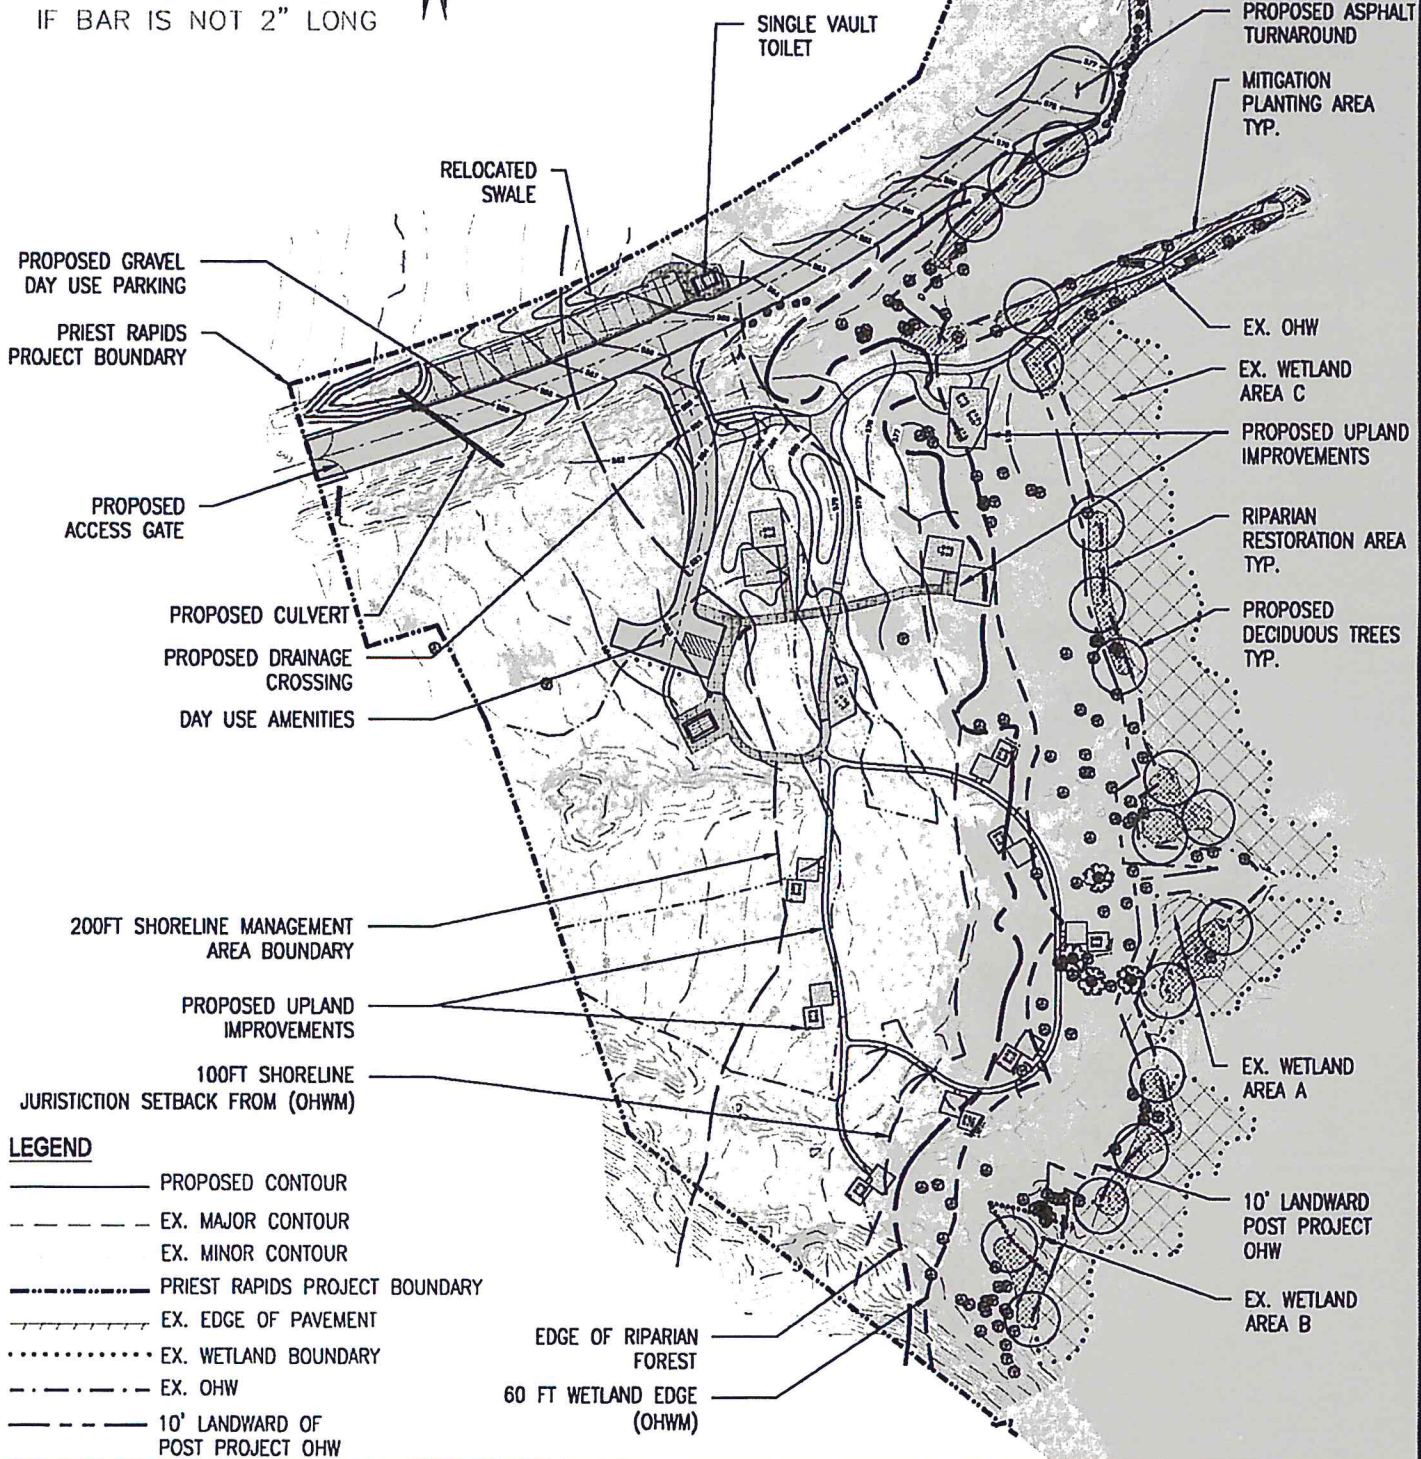 IF BAR IS NOT 2" LONG
SINGLE VAULT
TOILET
PROPOSED ASPHALT
TURNAROUND
MITIGATION
PLANTING AREA
TYP.
RELOCATED
SWALE
PROPOSED GRAVEL
DAY USE PARKING
PRIEST RAPIDS
PROJECT BOUNDARY
EX. OHW
EX. WETLAND
AREA C
PROPOSED UPLAND
IMPROVEMENTS
PROPOSED
ACCESS GATE
RIPARIAN
RESTORATION AREA
TYP.
PROPOSED CULVERT
PROPOSED
DECIDUOUS TREES
TYP.
PROPOSED DRAINAGE
CROSSING
DAY USE AMENITIES
200FT SHORELINE MANAGEMENT
AREA BOUNDARY
PROPOSED UPLAND
IMPROVEMENTS
100FT SHORELINE
JURISTICTION SETBACK FROM (OHWM)
EX. WETLAND
AREA A
LEGEND
PROPOSED CONTOUR
EX. MAJOR CONTOUR
EX. MINOR CONTOUR
PRIEST RAPIDS PROJECT BOUNDARY
EX. EDGE OF PAVEMENT
EX. WETLAND BOUNDARY
EX. OHW
10' LANDWARD OF
POST PROJECT OHW
10' LANDWARD
POST PROJECT
OHW
EX. WETLAND
AREA B
EDGE OF RIPARIAN
FOREST
60 FT WETLAND EDGE
(OHWM)